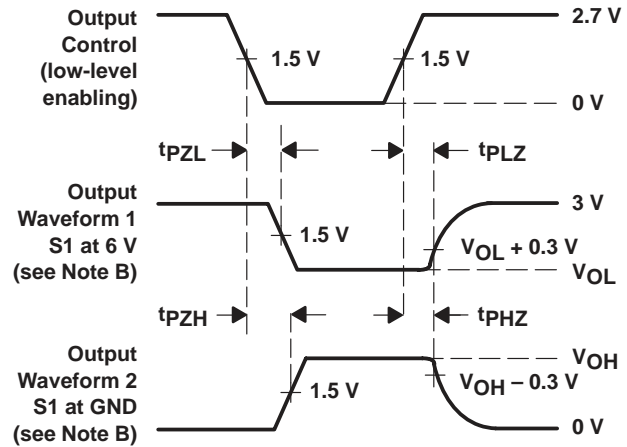 Output
Control
(low-level
enabling)
2.7 V
1.5 V
1.5 V
0 V
tPZL
tPLZ
Output
Waveform 1
S1 at 6 V
(see Note B)
3 V
1.5 V
VOL + 0.3 V
VOL
tPZH
tPHZ
Output
Waveform 2
S1 at GND
(see Note B)
VOH
1.5 V
VOH − 0.3 V
0 V